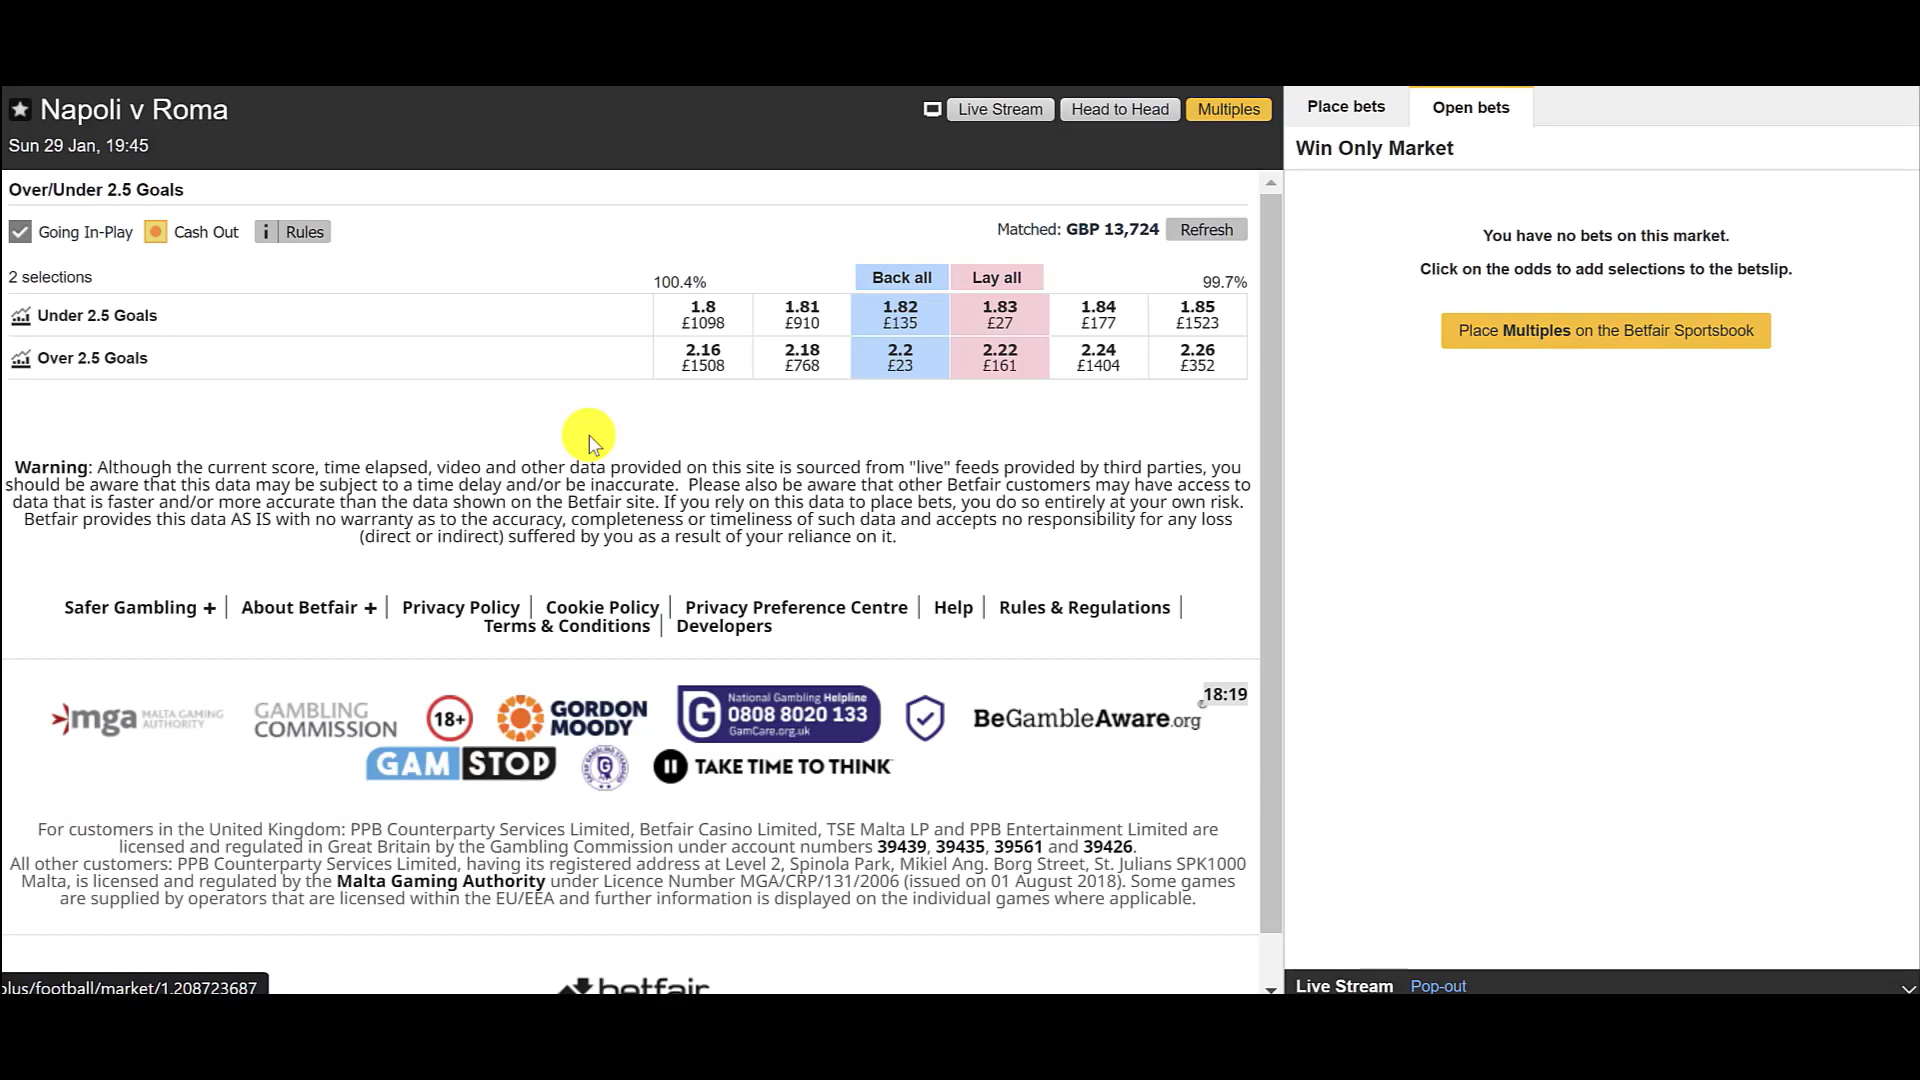 Napoli v Roma
Sun 29 Jan, 19:45
Live Stream Head to Head Multiples
Over/Under 2.5 Goals
Going In-Play Cash Out i Rules
Matched: GBP 13,724 Refresh
2 selections 100.4% Back all Lay all 99.7%
Under 2.5 Goals 1.8 1.81 1.82 1.83 1.84 1.85
£1098 £910 £135 £27 £177 £1523
Over 2.5 Goals 2.16 2.18 2.2 2.22 2.24 2.26
£1508 £768 £23 £161 £1404 £352
Warning: Although the current score, time elapsed, video and other data provided on this site is sourced from "live" feeds provided by third parties, you
should be aware that this data may be subject to a time delay and/or be inaccurate. Please also be aware that other Betfair customers may have access to
data that is faster and/or more accurate than the data shown on the Betfair site. If you rely on this data to place bets, you do so entirely at your own risk.
Betfair provides this data AS IS with no warranty as to the accuracy, completeness or timeliness of such data and accepts no responsibility for any loss
(direct or indirect) suffered by you as a result of your reliance on it.
Safer Gambling + About Betfair + Privacy Policy Cookie Policy Privacy Preference Centre Help Rules & Regulations
Terms & Conditions Developers
mga MALTA GAMING AUTHORITY
GAMBLING COMMISSION
18+
GORDON MOODY
National Gambling Helpline
0808 8020 133
GamCare.org.uk
BeGambleAware.org
18:19
GAMSTOP
TAKE TIME TO THINK
For customers in the United Kingdom: PPB Counterparty Services Limited, Betfair Casino Limited, TSE Malta LP and PPB Entertainment Limited are
licensed and regulated in Great Britain by the Gambling Commission under account numbers 39439, 39435, 39561 and 39426.
All other customers: PPB Counterparty Services Limited, having its registered address at Level 2, Spinola Park, Mikiel Ang. Borg Street, St. Julians SPK1000
Malta, is licensed and regulated by the Malta Gaming Authority under Licence Number MGA/CRP/131/2006 (issued on 01 August 2018). Some games
are supplied by operators that are licensed within the EU/EEA and further information is displayed on the individual games where applicable.
betfair
plus/football/market/1.208723687
Place bets Open bets
Win Only Market
You have no bets on this market.
Click on the odds to add selections to the betslip.
Place Multiples on the Betfair Sportsbook
Live Stream Pop-out